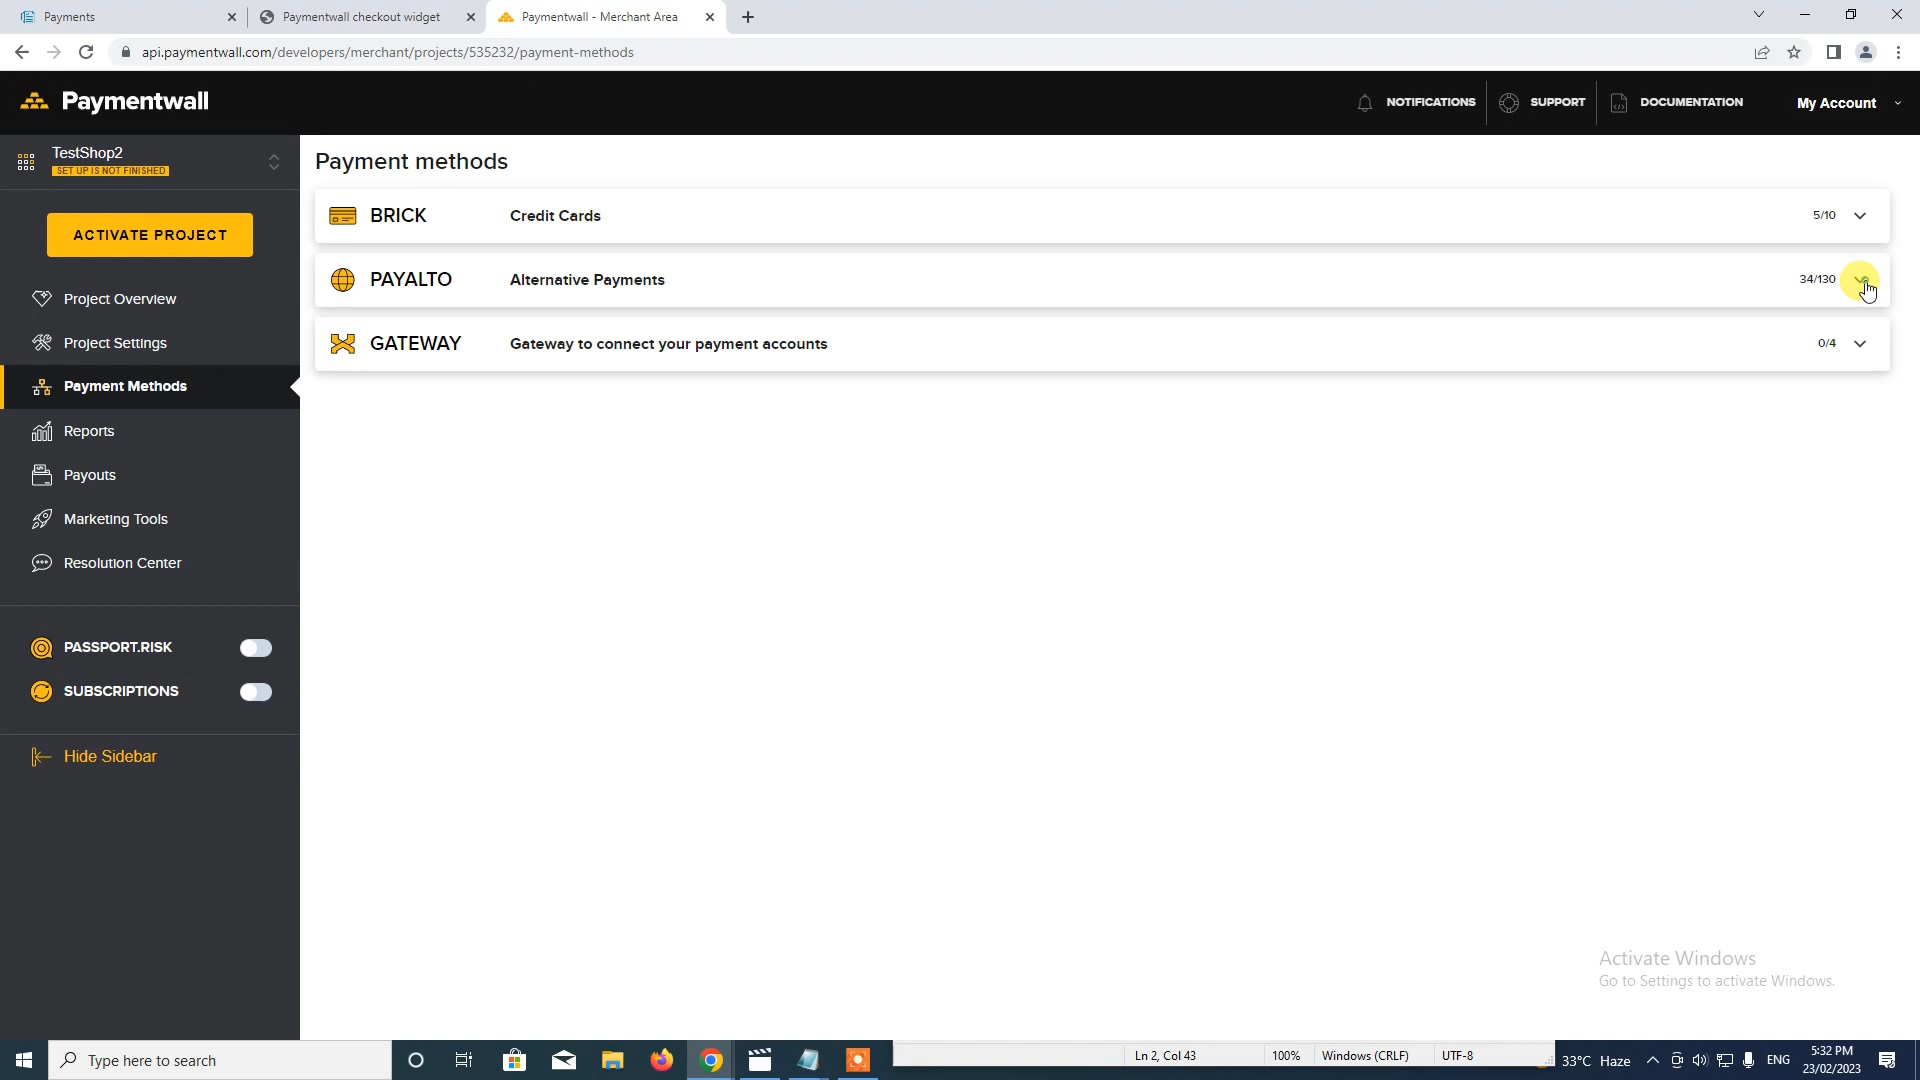 Payments
Paymentwall checkout widget
Paymentwall - Merchant Area
api.paymentwall.com/developers/merchant/projects/535232/payment-methods
Paymentwall
NOTIFICATIONS
SUPPORT
DOCUMENTATION
My Account
TestShop2
SET UP IS NOT FINISHED
ACTIVATE PROJECT
Project Overview
Project Settings
Payment Methods
Reports
Payouts
Marketing Tools
Resolution Center
PASSPORT.RISK
SUBSCRIPTIONS
Hide Sidebar
Payment methods
BRICK Credit Cards 5/10
PAYALTO Alternative Payments 34/130
GATEWAY Gateway to connect your payment accounts 0/4
Activate Windows
Go to Settings to activate Windows.
Type here to search
Ln 2, Col 43
100%
Windows (CRLF)
UTF-8
33°C Haze
ENG
5:32 PM
23/02/2023